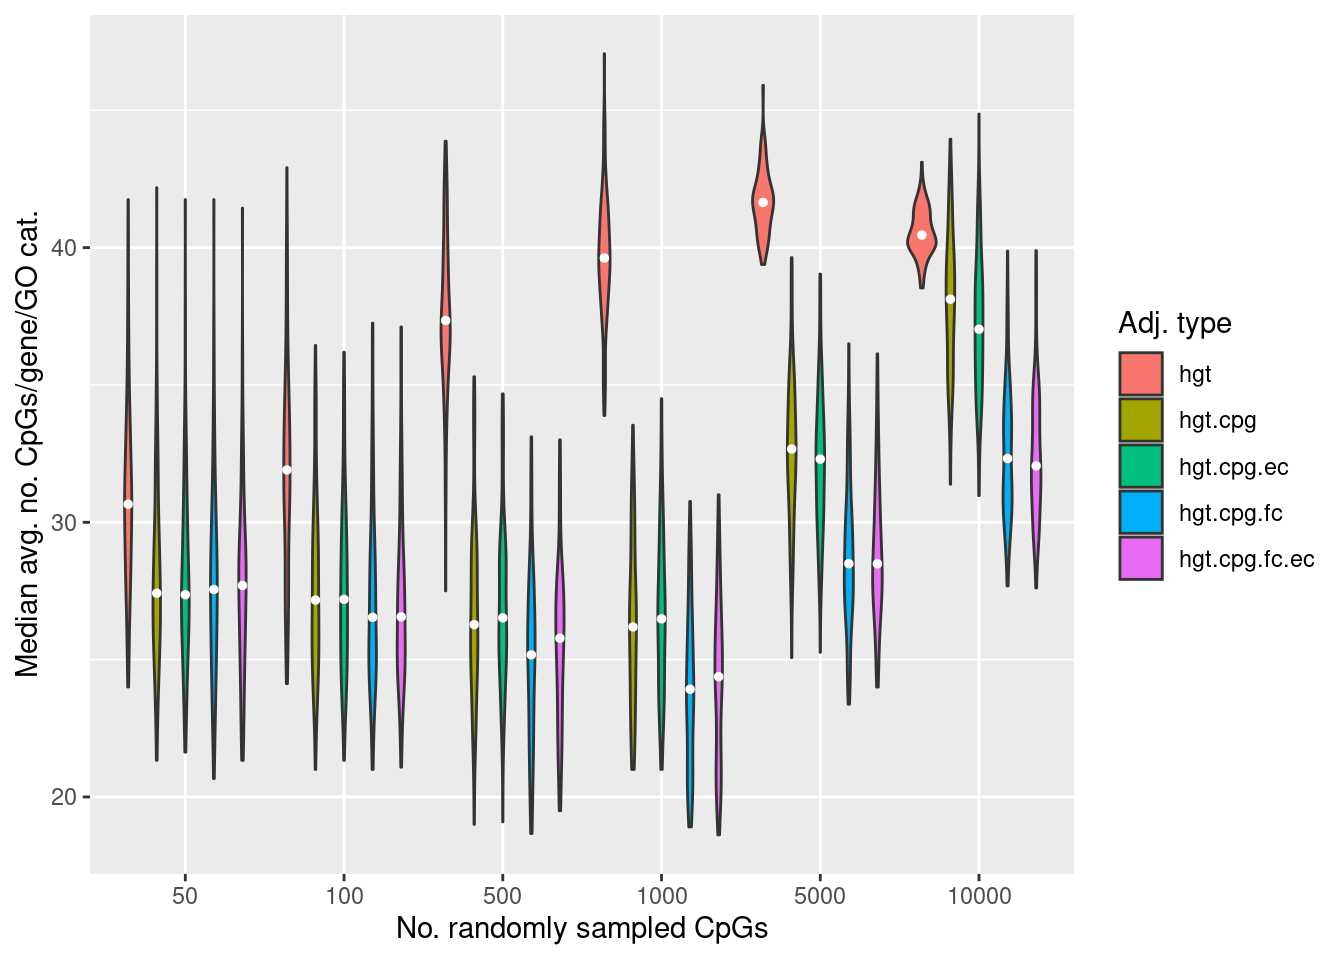 Median avg. no. CpGs/gene/GO cat.
40
30
20
50 100 500 1000 5000 10000
No. randomly sampled CpGs
Adj. type
hgt
hgt.cpg
hgt.cpg.ec
hgt.cpg.fc
hgt.cpg.fc.ec